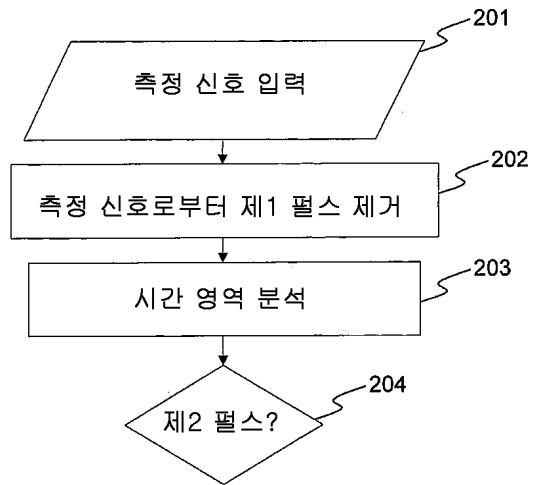 201
측정 신호 입력
202
측정 신호로부터 제1 펄스 제거
203
시간 영역 분석
204
제2 펄스?